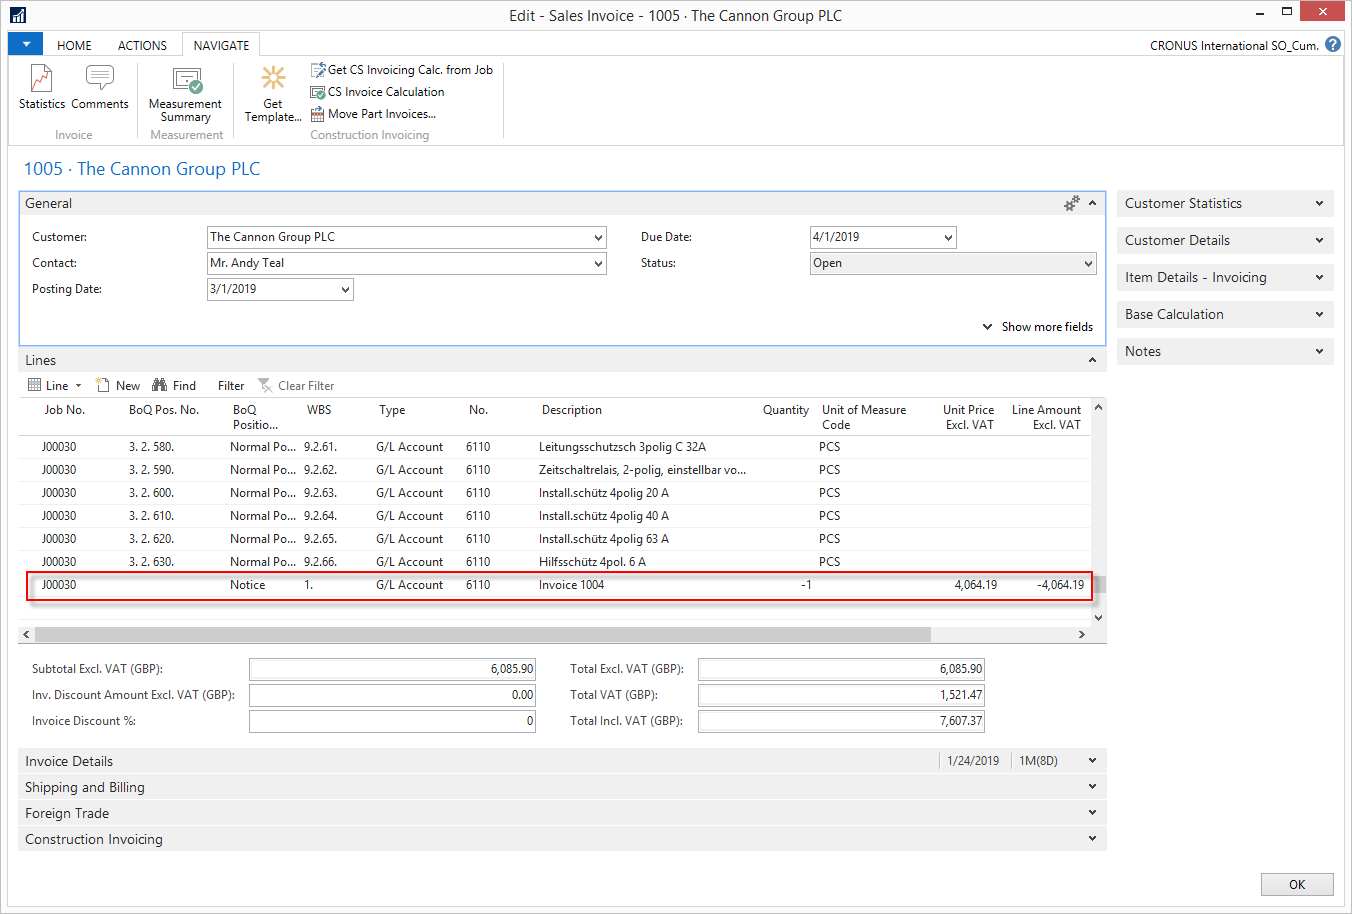 Edit - Sales Invoice - 1005 · The Cannon Group PLC
HOME ACTIONS NAVIGATE
CRONUS International SO_Cum.
Statistics Comments
Invoice
Measurement Summary
Measurement
Get Template...
Get CS Invoicing Calc. from Job
CS Invoice Calculation
Move Part Invoices...
Construction Invoicing
1005 · The Cannon Group PLC
General
Customer: The Cannon Group PLC
Contact: Mr. Andy Teal
Posting Date: 3/1/2019
Due Date: 4/1/2019
Status: Open
Show more fields
Customer Statistics
Customer Details
Item Details - Invoicing
Base Calculation
Notes
Lines
Line New Find Filter Clear Filter
Job No. BoQ Pos. No. BoQ Positio... WBS Type No. Description Quantity Unit of Measure Code Unit Price Excl. VAT Line Amount Excl. VAT
J00030 3. 2. 580. Normal Po... 9.2.61. G/L Account 6110 Leitungsschutzsch 3polig C 32A PCS
J00030 3. 2. 590. Normal Po... 9.2.62. G/L Account 6110 Zeitschaltrelais, 2-polig, einstellbar vo... PCS
J00030 3. 2. 600. Normal Po... 9.2.63. G/L Account 6110 Install.schütz 4polig 20 A PCS
J00030 3. 2. 610. Normal Po... 9.2.64. G/L Account 6110 Install.schütz 4polig 40 A PCS
J00030 3. 2. 620. Normal Po... 9.2.65. G/L Account 6110 Install.schütz 4polig 63 A PCS
J00030 3. 2. 630. Normal Po... 9.2.66. G/L Account 6110 Hilfsschütz 4pol. 6 A PCS
J00030 Notice 1. G/L Account 6110 Invoice 1004 -1 4,064.19 -4,064.19
Subtotal Excl. VAT (GBP): 6,085.90
Inv. Discount Amount Excl. VAT (GBP): 0.00
Invoice Discount %: 0
Total Excl. VAT (GBP): 6,085.90
Total VAT (GBP): 1,521.47
Total Incl. VAT (GBP): 7,607.37
Invoice Details 1/24/2019 1M(8D)
Shipping and Billing
Foreign Trade
Construction Invoicing
OK